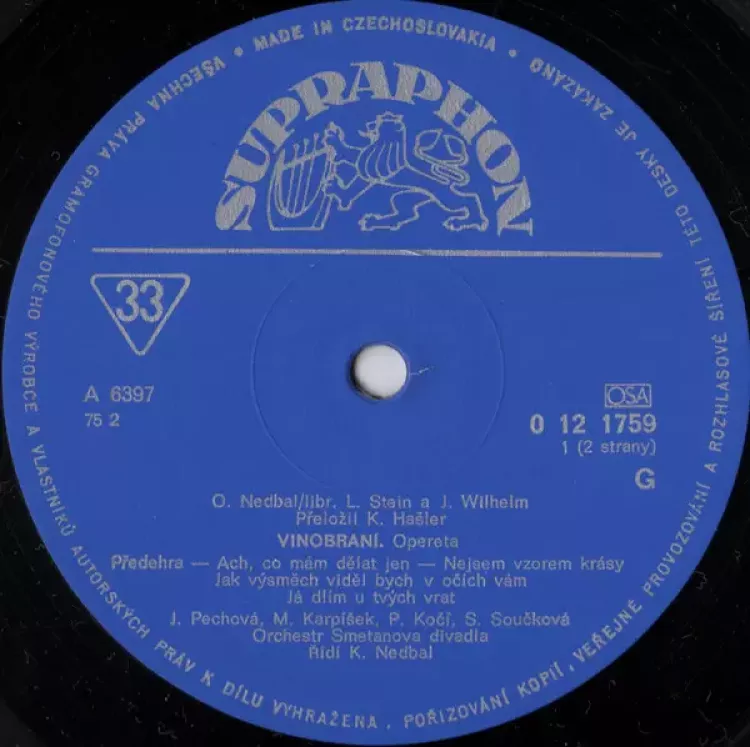 VŠECHNA PRÁVA GRAMOFONOVÉHO VÝROBCE A VLASTNÍKŮ AUTORSKÝCH PRÁV K DÍLU VYHRAŽENA. POŘIZOVÁNÍ KOPIÍ, VEŘEJNÉ PROVOZOVÁNÍ A ROZHLASOVÉ ŠÍŘENÍ TÉTO DESKY JE ZAKÁZÁNO • MADE IN CZECHOSLOVAKIA •
SUPRAPHON
33
A 6397
75 2
OSA
0 12 1759
1 (2 strany)
G
O. Nedbal/libr. L. Stein a J. Wilhelm
Přeložil K. Hašler
VINOBRANÍ. Opereta
Předehra — Ach, co mám dělat jen — Nejsem vzorem krásy
Jak výsměch viděl bych v očích vám
Já dlím u tvých vrat
J. Pechová, M. Karpíšek, P. Kočí, S. Součková
Orchestr Smetanova divadla
Řídí K. Nedbal